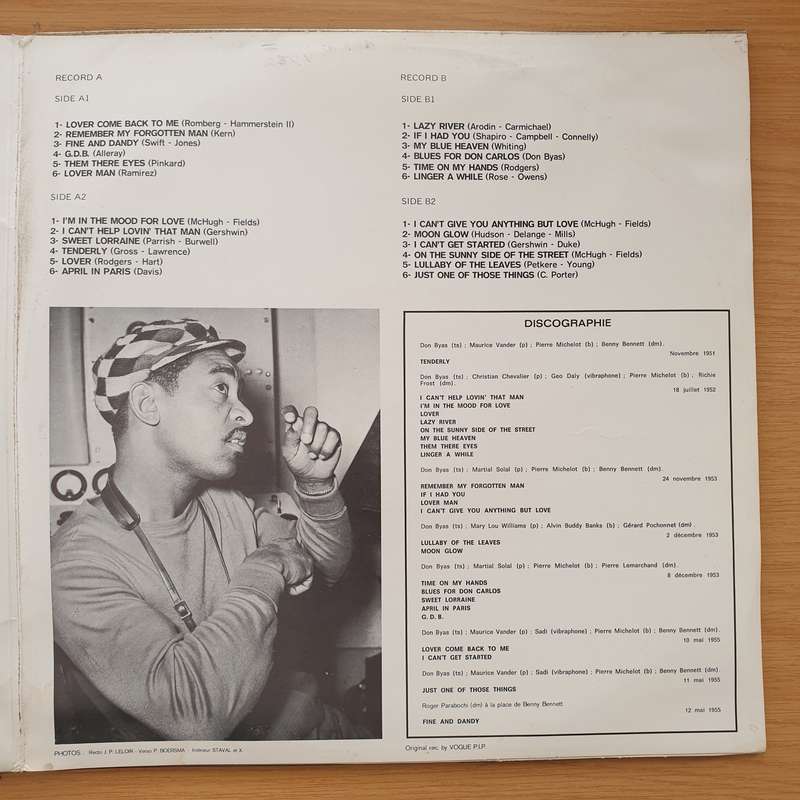 RECORD A
SIDE A1
1- LOVER COME BACK TO ME (Romberg - Hammerstein II)
2- REMEMBER MY FORGOTTEN MAN (Kern)
3- FINE AND DANDY (Swift - Jones)
4- G.D.B. (Alleray)
5- THEM THERE EYES (Pinkard)
6- LOVER MAN (Ramirez)
SIDE A2
1- I'M IN THE MOOD FOR LOVE (McHugh - Fields)
2- I CAN'T HELP LOVIN' THAT MAN (Gershwin)
3- SWEET LORRAINE (Parrish - Burwell)
4- TENDERLY (Gross - Lawrence)
5- LOVER (Rodgers - Hart)
6- APRIL IN PARIS (Davis)
RECORD B
SIDE B1
1- LAZY RIVER (Arodin - Carmichael)
2- IF I HAD YOU (Shapiro - Campbell - Connelly)
3- MY BLUE HEAVEN (Whiting)
4- BLUES FOR DON CARLOS (Don Byas)
5- TIME ON MY HANDS (Rodgers)
6- LINGER A WHILE (Rose - Owens)
SIDE B2
1- I CAN'T GIVE YOU ANYTHING BUT LOVE (McHugh - Fields)
2- MOON GLOW (Hudson - Delange - Mills)
3- I CAN'T GET STARTED (Gershwin - Duke)
4- ON THE SUNNY SIDE OF THE STREET (McHugh - Fields)
5- LULLABY OF THE LEAVES (Petkere - Young)
6- JUST ONE OF THOSE THINGS (C. Porter)
DISCOGRAPHIE
Don Byas (ts) ; Maurice Vander (p) ; Pierre Michelot (b) ; Benny Bennett (dm).
Novembre 1951
TENDERLY
Don Byas (ts) ; Christian Chevalier (p) ; Geo Daly (vibraphone) ; Pierre Michelot (b) ; Richie
Frost (dm).
18 juillet 1952
I CAN'T HELP LOVIN' THAT MAN
I'M IN THE MOOD FOR LOVE
LOVER
LAZY RIVER
ON THE SUNNY SIDE OF THE STREET
MY BLUE HEAVEN
THEM THERE EYES
LINGER A WHILE
Don Byas (ts) ; Martial Solal (p) ; Pierre Michelot (b) ; Benny Bennett (dm).
24 novembre 1953
REMEMBER MY FORGOTTEN MAN
IF I HAD YOU
LOVER MAN
I CAN'T GIVE YOU ANYTHING BUT LOVE
Don Byas (ts) ; Mary Lou Williams (p) ; Alvin Buddy Banks (b) ; Gérard Pochonnet (dm).
2 décembre 1953
LULLABY OF THE LEAVES
MOON GLOW
Don Byas (ts) ; Martial Solal (p) ; Pierre Michelot (b) ; Pierre Lemarchand (dm).
8 décembre 1953
TIME ON MY HANDS
BLUES FOR DON CARLOS
SWEET LORRAINE
APRIL IN PARIS
G. D. B.
Don Byas (ts) ; Maurice Vander (p) ; Sadi (vibraphone) ; Pierre Michelot (b) ; Benny Bennett (dm).
10 mai 1955
LOVER COME BACK TO ME
I CAN'T GET STARTED
Don Byas (ts) ; Maurice Vander (p) ; Sadi (vibraphone) ; Pierre Michelot (b) ; Benny Bennett (dm).
11 mai 1955
JUST ONE OF THOSE THINGS
Roger Parabochi (dm) à la place de Benny Bennett
12 mai 1955
FINE AND DANDY
PHOTOS : Recto J. P. LELOIR - Verso P. BOERSMA - Intérieur STAVAL et X.
Original rec. by VOGUE P.I.P.